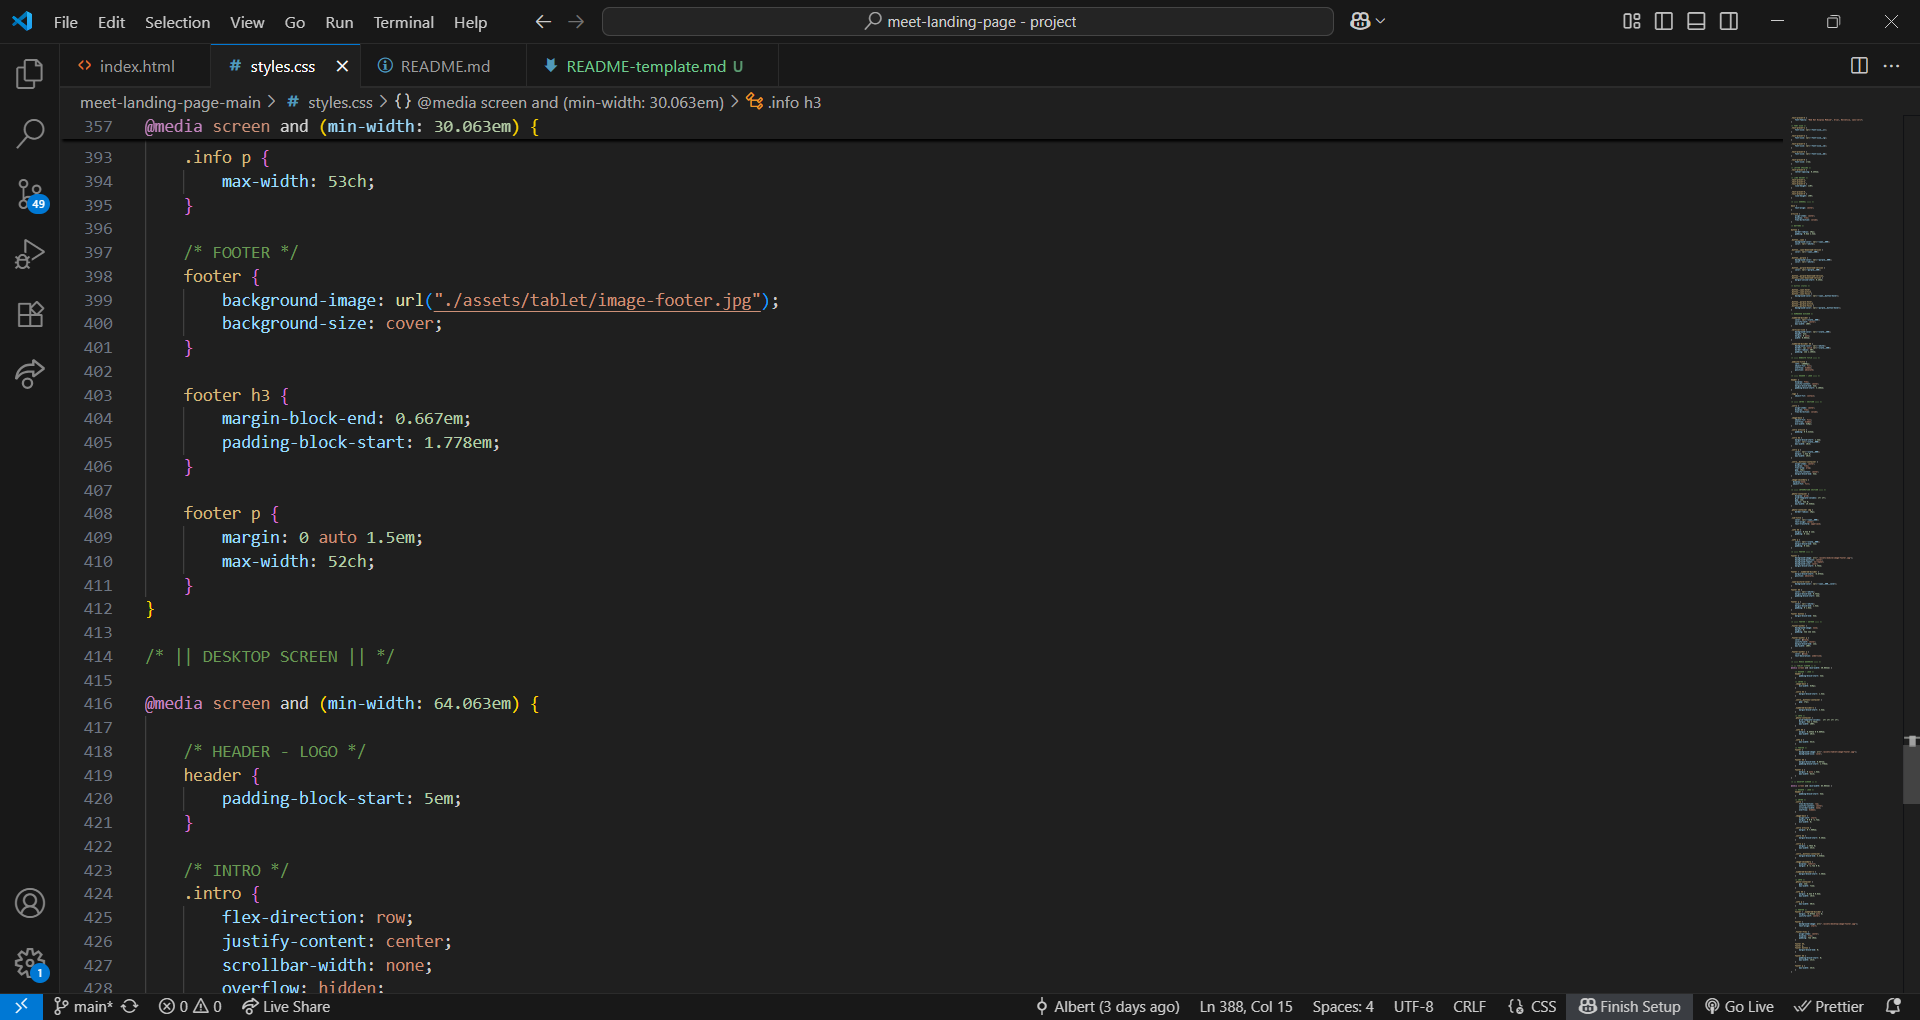 File Edit Selection View Go Run Terminal Help
meet-landing-page - project
index.html
# styles.css
README.md
README-template.md U
meet-landing-page-main > # styles.css > {} @media screen and (min-width: 30.063em) > .info h3
357 @media screen and (min-width: 30.063em) {
393 .info p {
394 max-width: 53ch;
395 }
396
397 /* FOOTER */
398 footer {
399 background-image: url("./assets/tablet/image-footer.jpg");
400 background-size: cover;
401 }
402
403 footer h3 {
404 margin-block-end: 0.667em;
405 padding-block-start: 1.778em;
406 }
407
408 footer p {
409 margin: 0 auto 1.5em;
410 max-width: 52ch;
411 }
412 }
413
414 /* || DESKTOP SCREEN || */
415
416 @media screen and (min-width: 64.063em) {
417
418 /* HEADER - LOGO */
419 header {
420 padding-block-start: 5em;
421 }
422
423 /* INTRO */
424 .intro {
425 flex-direction: row;
426 justify-content: center;
427 scrollbar-width: none;
428 overflow: hidden;
49
1
main* 0 0 Live Share
Albert (3 days ago) Ln 388, Col 15 Spaces: 4 UTF-8 CRLF {} CSS Finish Setup Go Live Prettier